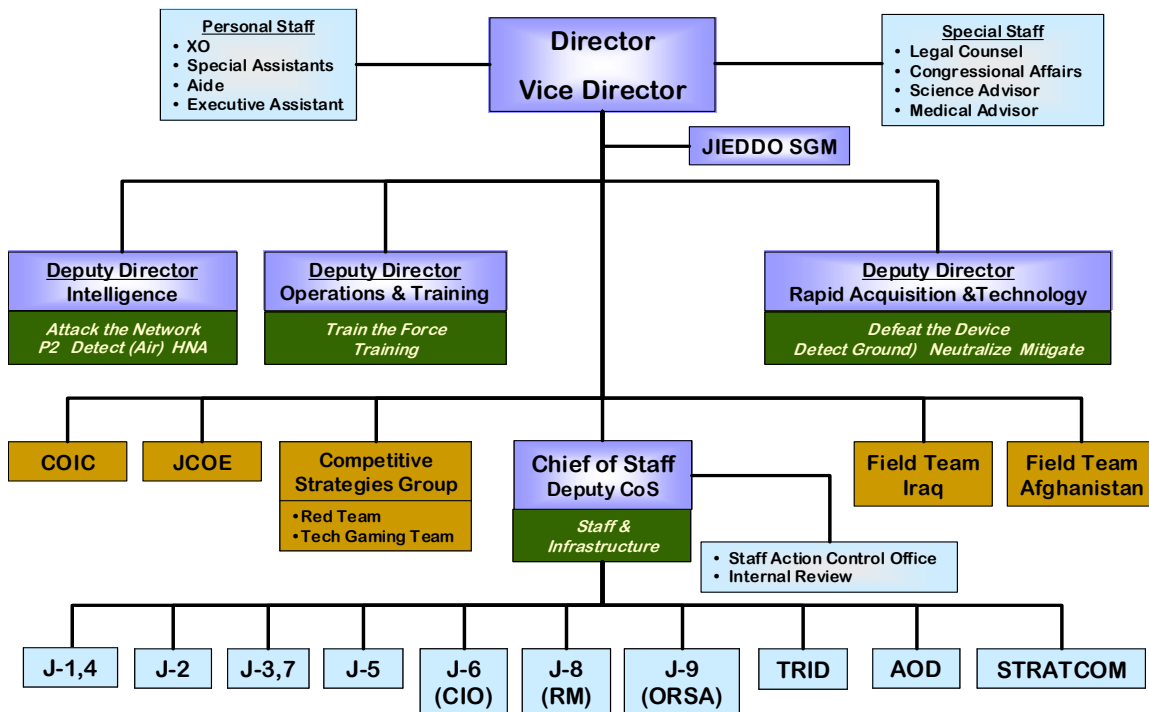 Personal Staff
• XO
• Special Assistants
• Aide
• Executive Assistant
Director
Vice Director
Special Staff
• Legal Counsel
• Congressional Affairs
• Science Advisor
• Medical Advisor
JIEDDO SGM
Deputy Director
Intelligence
Attack the Network
P2 Detect (Air) HNA
Deputy Director
Operations & Training
Train the Force
Training
Deputy Director
Rapid Acquisition &Technology
Defeat the Device
Detect Ground) Neutralize Mitigate
COIC
JCOE
Competitive
Strategies Group
•Red Team
•Tech Gaming Team
Chief of Staff
Deputy CoS
Staff &
Infrastructure
Field Team
Iraq
Field Team
Afghanistan
• Staff Action Control Office
• Internal Review
J-1,4
J-2
J-3,7
J-5
J-6
(CIO)
J-8
(RM)
J-9
(ORSA)
TRID
AOD
STRATCOM